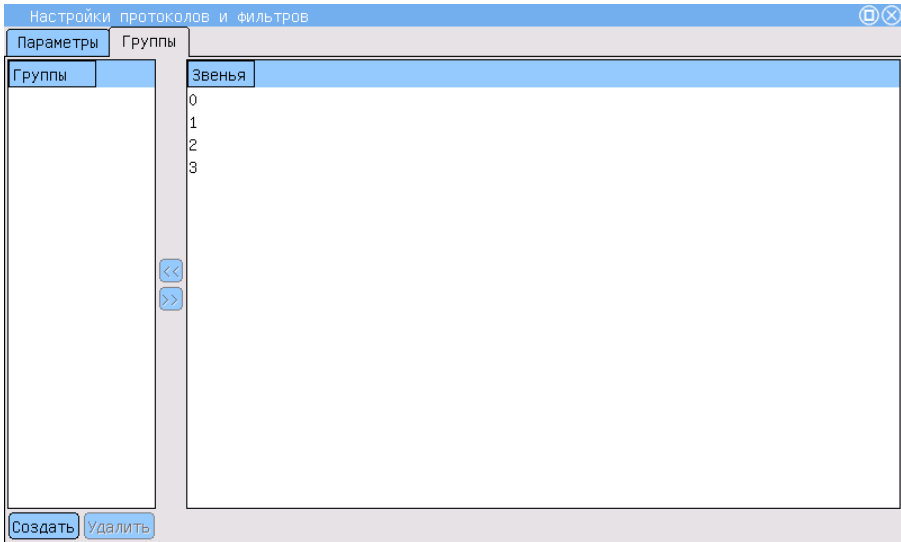 Настройки протоколов и фильтров
Параметры Группы
Группы Звенья
0
1
2
3
<<
>>
Создать Удалить